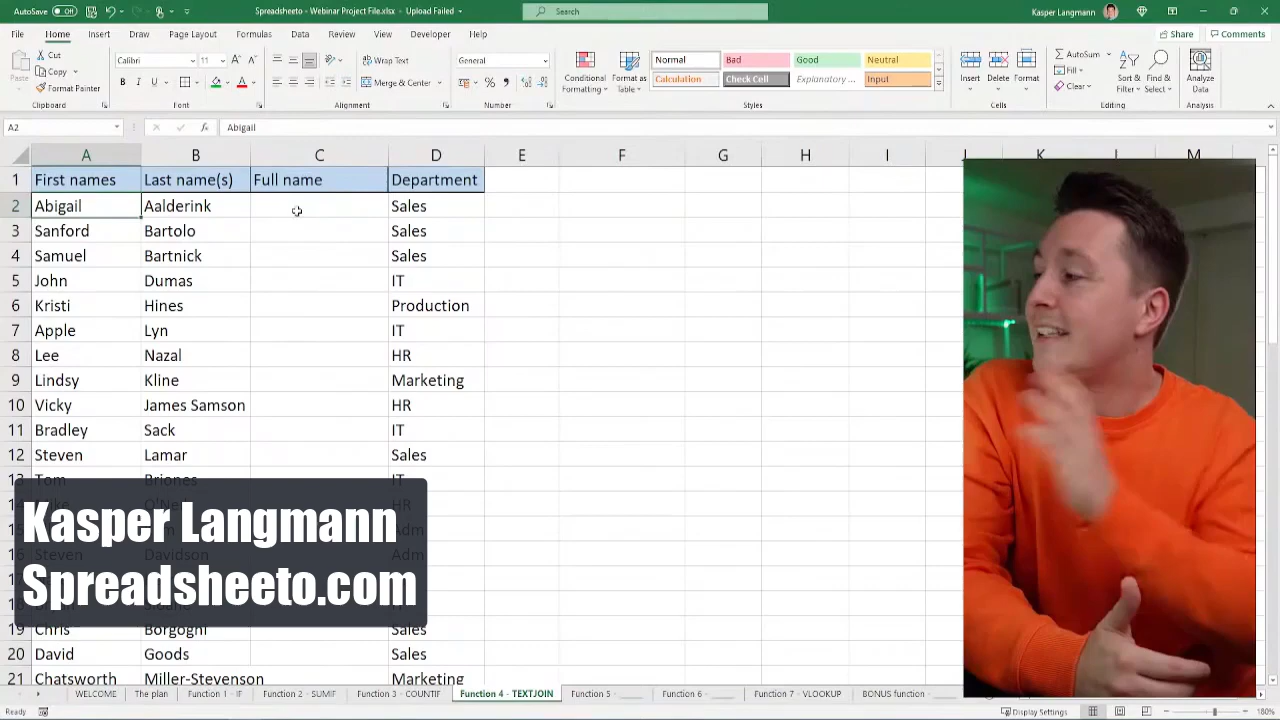 AutoSave Off
Spreadsheeto - Webinar Project File.xlsx • Upload Failed
Search
Kasper Langmann
File Home Insert Draw Page Layout Formulas Data Review View Developer Help
Share Comments
Cut
Copy
Format Painter
Clipboard
Calibri 11
Font
Alignment
General
Number
Conditional Formatting
Format as Table
Normal Bad Good Neutral
Calculation Check Cell Explanatory ... Input
Styles
Insert Delete Format
Cells
AutoSum
Fill
Clear
Sort & Filter
Find & Select
Editing
Analyze Data
Analysis
A2 Abigail
A B C D E F G H I J K L M
1 First names Last name(s) Full name Department
2 Abigail Aalderink Sales
3 Sanford Bartolo Sales
4 Samuel Bartnick Sales
5 John Dumas IT
6 Kristi Hines Production
7 Apple Lyn IT
8 Lee Nazal HR
9 Lindsy Kline Marketing
10 Vicky James Samson HR
11 Bradley Sack IT
12 Steven Lamar Sales
13 Tom Briones IT
HR
Adm.
16 Steven Davidson Adm.
19 Chris Borgogni Sales
20 David Goods Sales
21 Chatsworth Miller-Stevenson Marketing
Kasper Langmann
Spreadsheeto.com
WELCOME The plan Function 1 - IF Function 2 - SUMIF Function 3 - COUNTIF Function 4 - TEXTJOIN Function 5 - ____ Function 6 - ____ Function 7 - VLOOKUP BONUS function - ____
Ready
Display Settings
180%